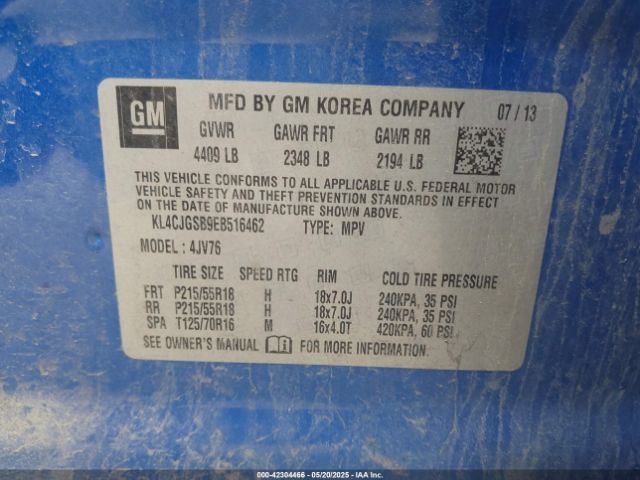 GM
MFD BY GM KOREA COMPANY 07 / 13
GVWR GAWR FRT GAWR RR
4409 LB 2348 LB 2194 LB
THIS VEHICLE CONFORMS TO ALL APPLICABLE U.S. FEDERAL MOTOR
VEHICLE SAFETY AND THEFT PREVENTION STANDARDS IN EFFECT
ON THE DATE OF MANUFACTURE SHOWN ABOVE.
KL4CJGSB9EB516462 TYPE: MPV
MODEL : 4JV76
TIRE SIZE SPEED RTG RIM COLD TIRE PRESSURE
FRT P215/55R18 H 18x7.0J 240KPA, 35 PSI
RR P215/55R18 H 18x7.0J 240KPA, 35 PSI
SPA T125/70R16 M 16x4.0T 420KPA, 60 PSI
SEE OWNER'S MANUAL FOR MORE INFORMATION.
000-42304466 - 05/20/2025 - IAAI.COM